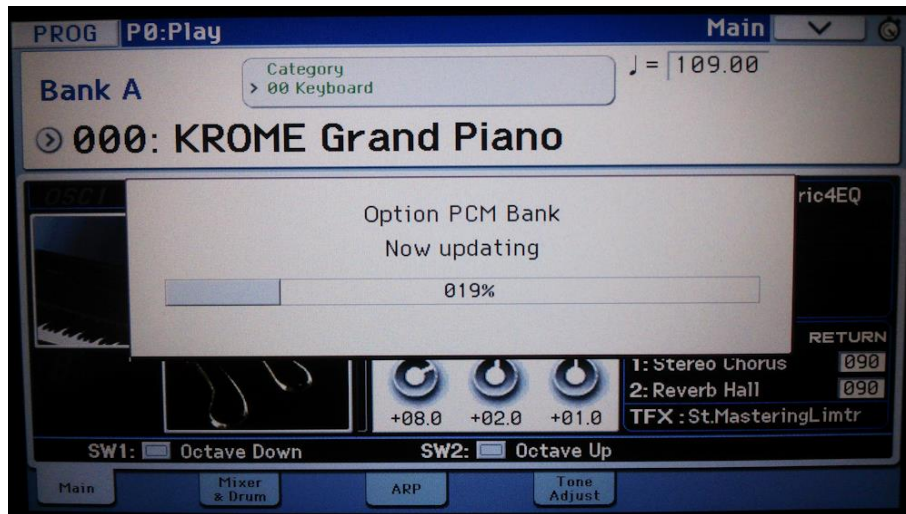 PROG P0:Play Main
Category
> 00 Keyboard
♩= 109.00
Bank A
000: KROME Grand Piano
OSC1
ric4EQ
Option PCM Bank
Now updating
019%
RETURN
1: Stereo Chorus 090
2: Reverb Hall 090
+08.0 +02.0 +01.0
TFX : St.MasteringLimtr
SW1: Octave Down SW2: Octave Up
Main Mixer & Drum ARP Tone Adjust